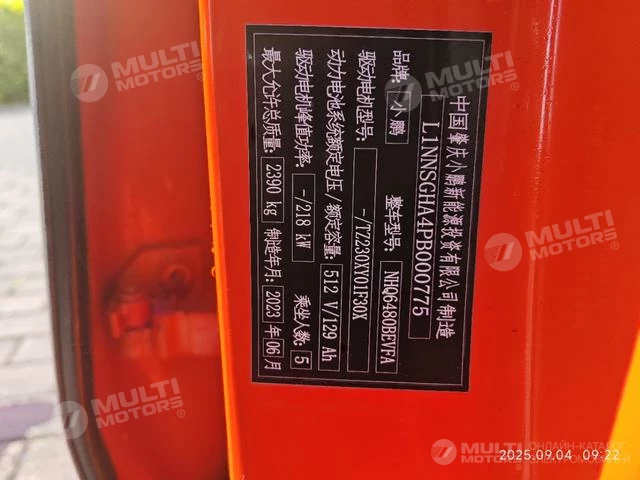 中国肇庆小鹏新能源投资有限公司制造
L1NNSGHA4PB000775
品牌: 小鹏 整车型号: NHQ6480BEVFA
驱动电机型号: -/TZ230XY01F30X
动力电池系统额定电压/额定容量: 512 V/129 Ah
驱动电机峰值功率: -/218 kW 乘坐人数: 5
最大允许总质量: 2390 kg 制造年月: 2023 年 06 月
MULTI MOTORS®
MULTI MOTORS®
MULTI MOTORS®
MULTI MOTORS®
MULTI MOTORS
ОНЛАЙН-КАТАЛОГ
ЭЛЕКТРОМОБИЛЕЙ
2025.09.04 09:22